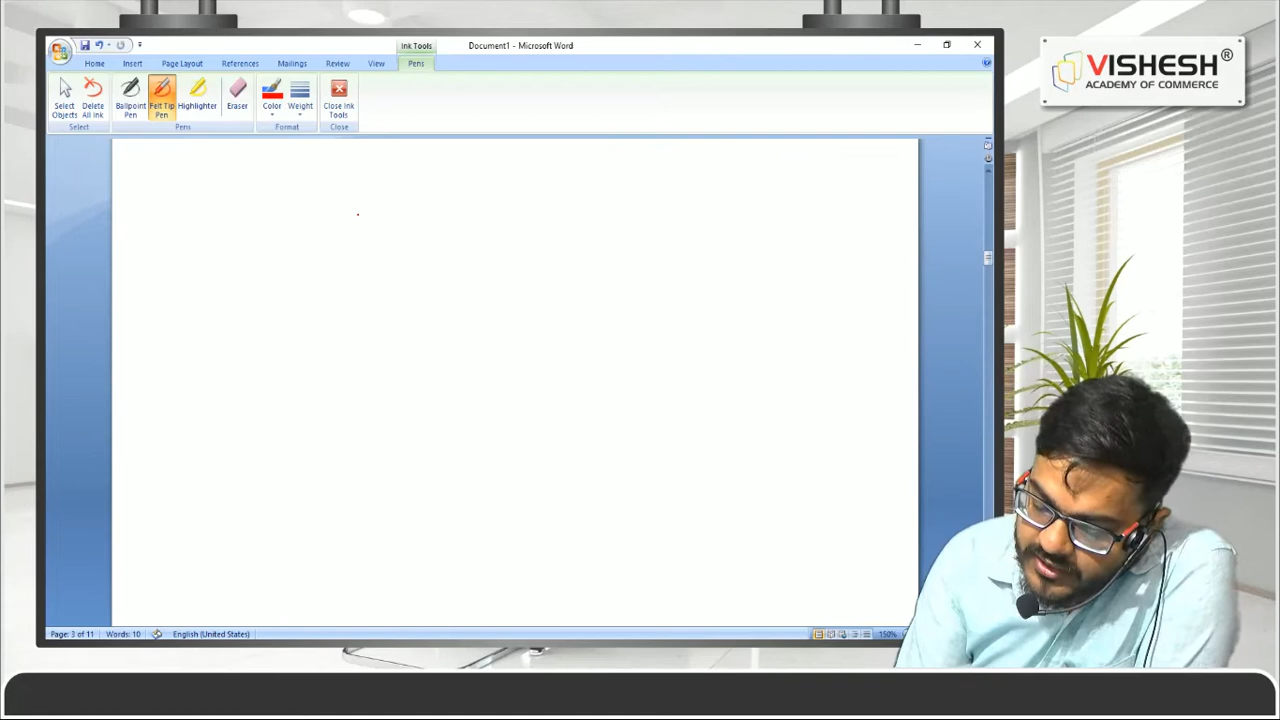 Ink Tools
Document1 - Microsoft Word
Home Insert Page Layout References Mailings Review View Pens
Select Objects
Delete All Ink
Ballpoint Pen
Felt Tip Pen
Highlighter
Eraser
Color
Weight
Close Ink Tools
Select Pens Format Close
VISHESH ®
ACADEMY OF COMMERCE
Page: 3 of 11 Words: 10 English (United States) 150%